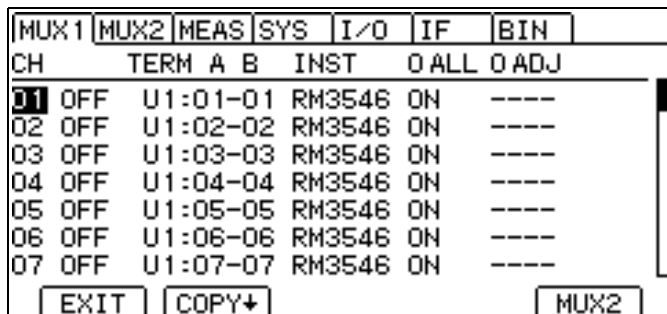 MUX1 MUX2 MEAS SYS I/O IF BIN
CH TERM A B INST 0 ALL 0 ADJ
01 OFF U1:01-01 RM3546 ON ----
02 OFF U1:02-02 RM3546 ON ----
03 OFF U1:03-03 RM3546 ON ----
04 OFF U1:04-04 RM3546 ON ----
05 OFF U1:05-05 RM3546 ON ----
06 OFF U1:06-06 RM3546 ON ----
07 OFF U1:07-07 RM3546 ON ----
EXIT COPY↓ MUX2